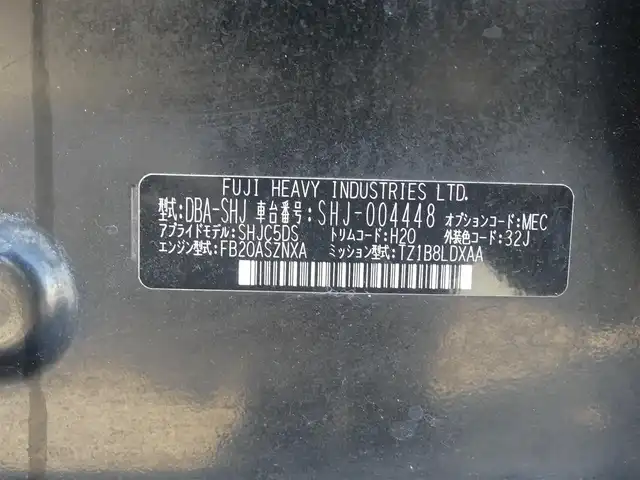 FUJI HEAVY INDUSTRIES LTD.
型式:DBA-SHJ 車台番号:SHJ-004448 オプションコード:MEC
アプライドモデル:SHJC5DS トリムコード:H20 外装色コード:32J
エンジン型式:FB20ASZNXA ミッション型式:TZ1B8LDXAA